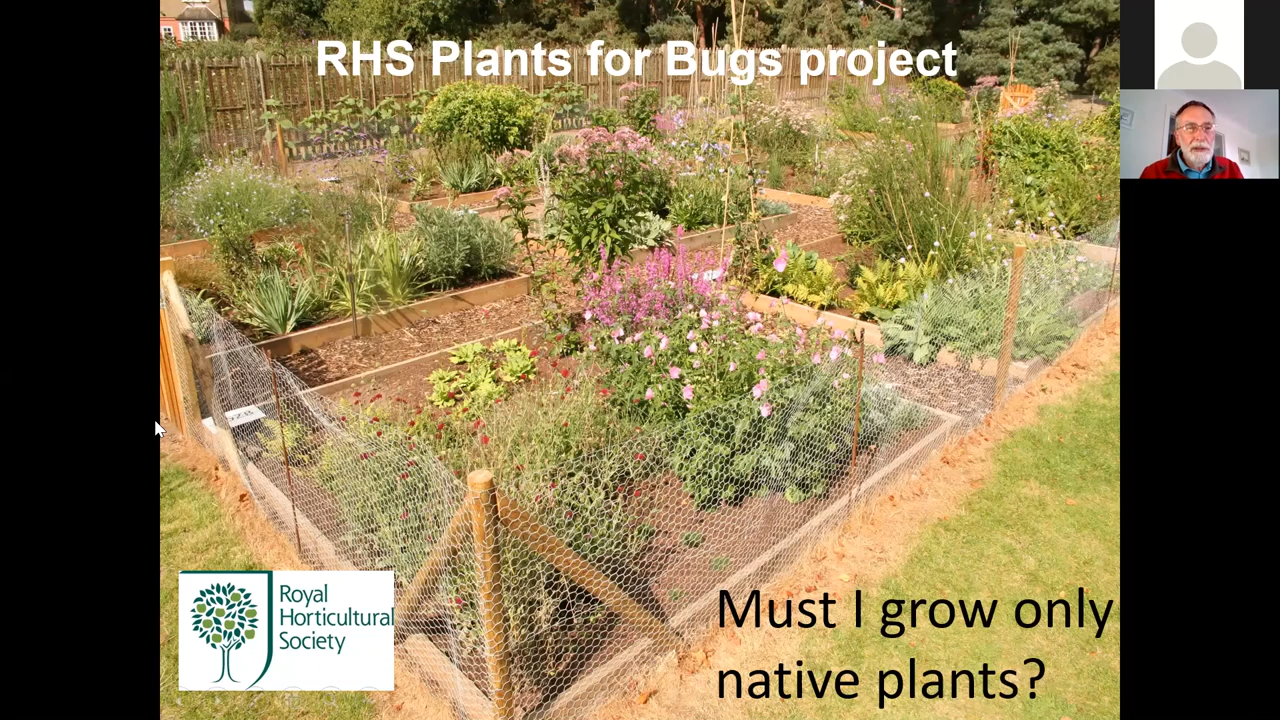 RHS Plants for Bugs project
Royal
Horticultural
Society
Must I grow only
native plants?